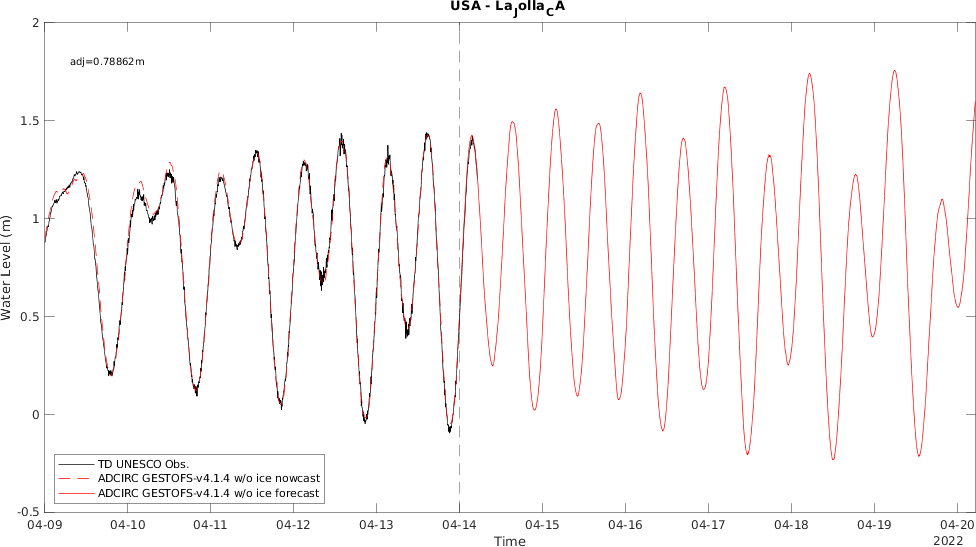 USA - LaJollaCA
2
1.5
1
0.5
0
-0.5
Water Level (m)
adj=0.78862m
TD UNESCO Obs.
ADCIRC GESTOFS-v4.1.4 w/o ice nowcast
ADCIRC GESTOFS-v4.1.4 w/o ice forecast
04-09 04-10 04-11 04-12 04-13 04-14 04-15 04-16 04-17 04-18 04-19 04-20
Time
2022